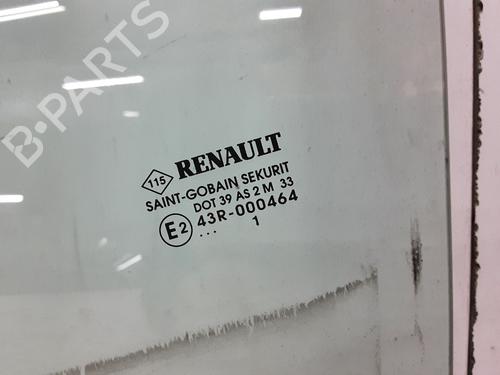 B-PARTS
115 RENAULT
SAINT-GOBAIN SEKURIT
DOT 39 AS 2 M 33
E2 43R-000464
... 1